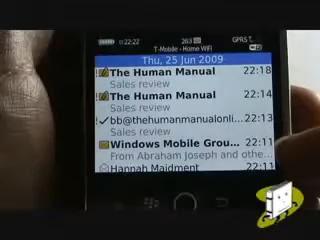 22:22 263 GPRS
T-Mobile - Home WiFi
Thu, 25 Jun 2009
The Human Manual 22:18
Sales review
The Human Manual 22:14
Sales review
bb@thehumanmanualonli... 22:13
Sales review
Windows Mobile Grou... 22:11
From Abraham Joseph and othe...
Hannah Maidment 22:11